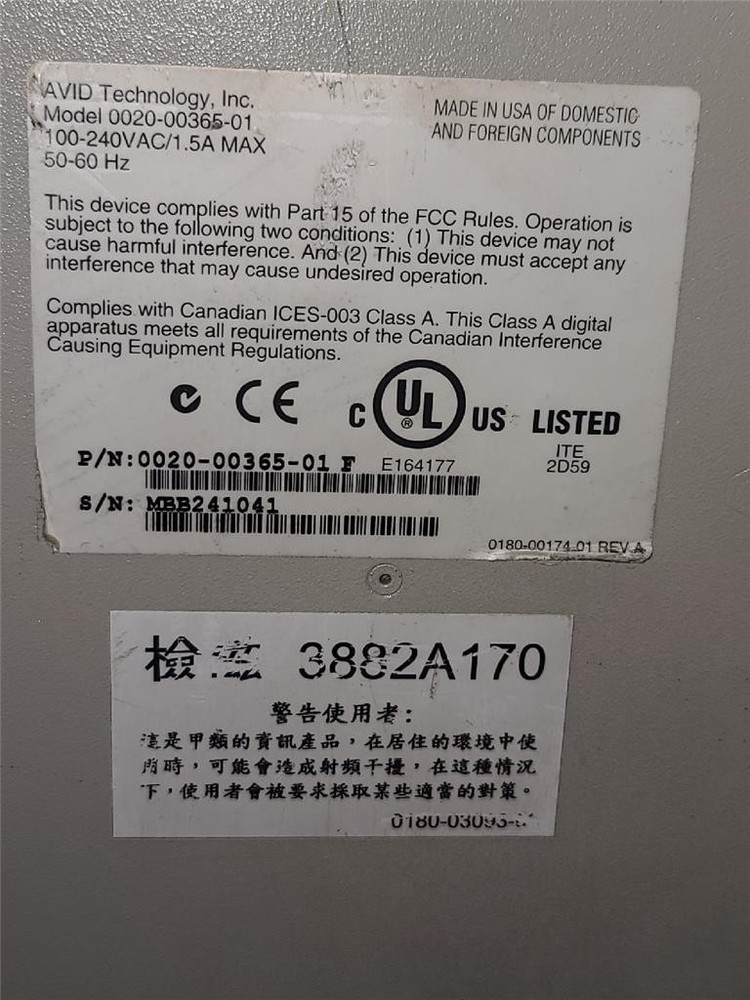 AVID Technology, Inc.
Model 0020-00365-01
100-240VAC/1.5A MAX
50-60 Hz
MADE IN USA OF DOMESTIC
AND FOREIGN COMPONENTS
This device complies with Part 15 of the FCC Rules. Operation is
subject to the following two conditions: (1) This device may not
cause harmful interference. And (2) This device must accept any
interference that may cause undesired operation.
Complies with Canadian ICES-003 Class A. This Class A digital
apparatus meets all requirements of the Canadian Interference
Causing Equipment Regulations.
CE
C UL ® US LISTED
ITE
2D59
P/N:0020-00365-01 F E164177
S/N: MBB241041
0180-00174-01 REV A
檢 3882A170
警告使用者:
這是甲類的資訊產品，在居住的環境中使
用時，可能會造成射頻干擾，在這種情況
下，使用者會被要求採取某些適當的對策。